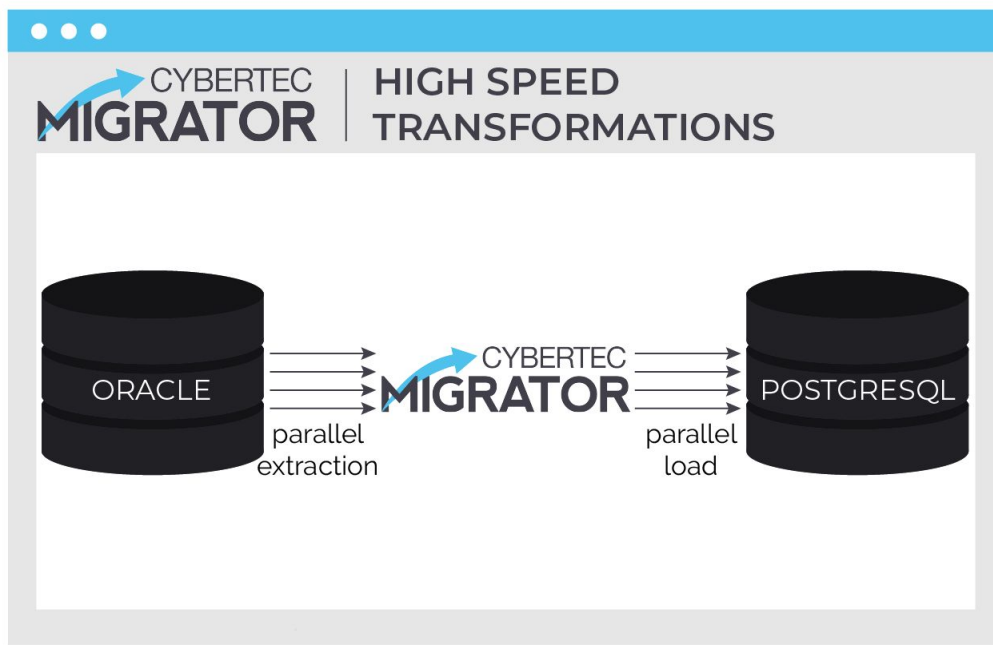 CYBERTEC
MIGRATOR
HIGH SPEED
TRANSFORMATIONS
ORACLE
parallel
extraction
CYBERTEC
MIGRATOR
parallel
load
POSTGRESQL